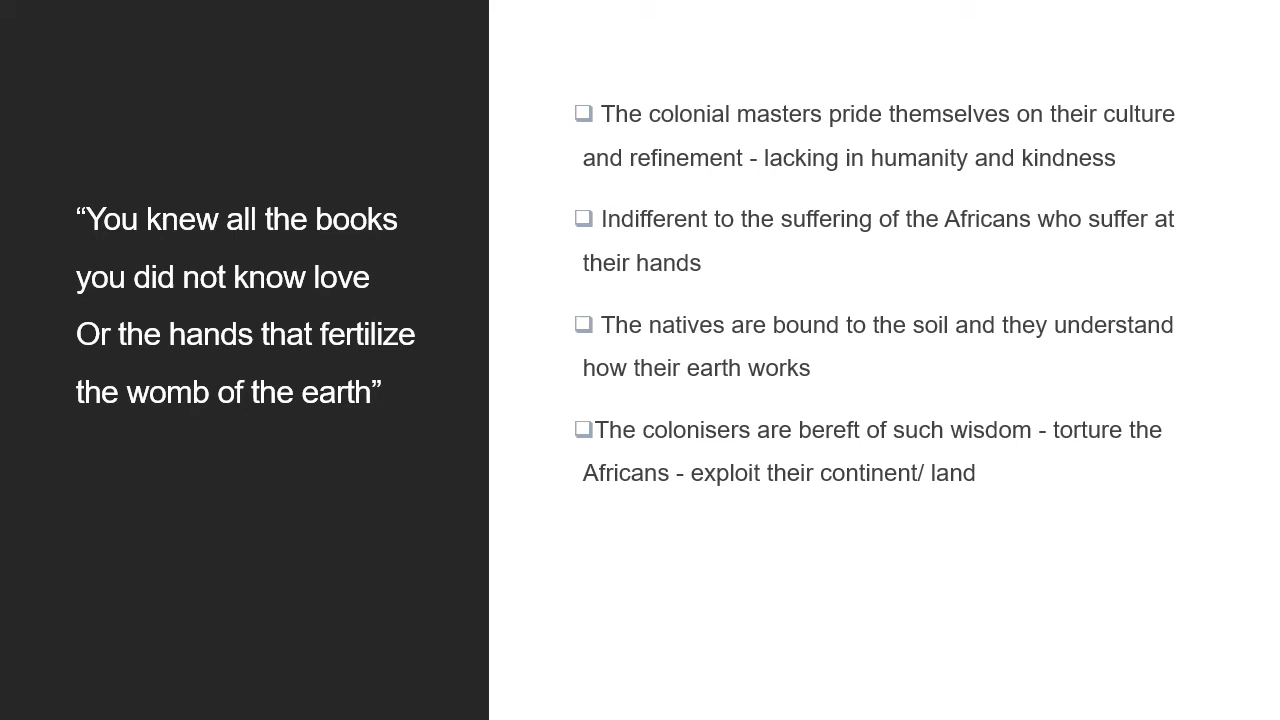 “You knew all the books
you did not know love
Or the hands that fertilize
the womb of the earth”
❑ The colonial masters pride themselves on their culture
and refinement - lacking in humanity and kindness
❑ Indifferent to the suffering of the Africans who suffer at
their hands
❑ The natives are bound to the soil and they understand
how their earth works
❑The colonisers are bereft of such wisdom - torture the
Africans - exploit their continent/ land